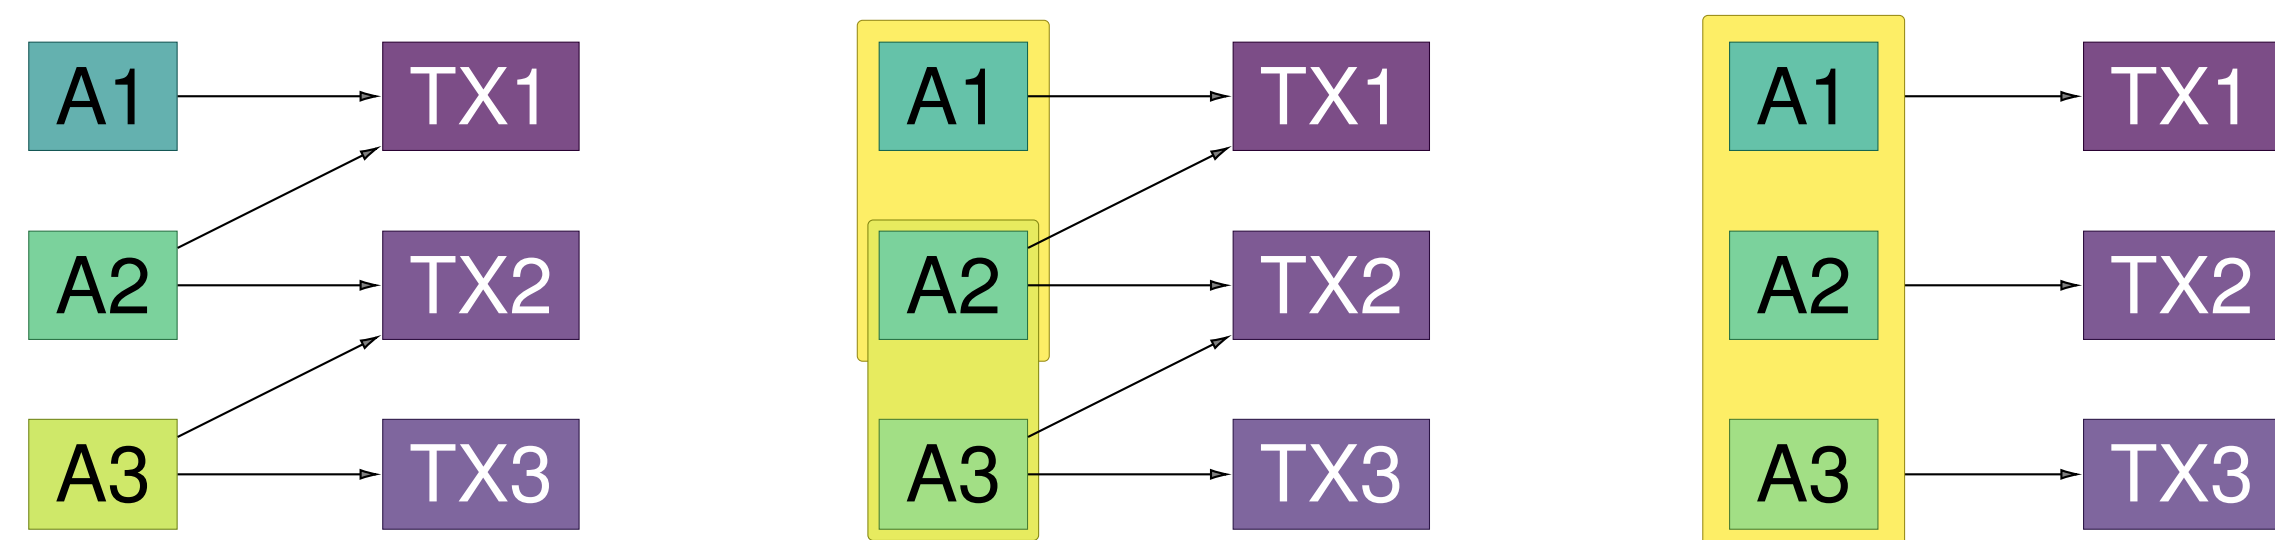 A1 TX1 A1 TX1 A1 TX1
A2 TX2 A2 TX2 A2 TX2
A3 TX3 A3 TX3 A3 TX3